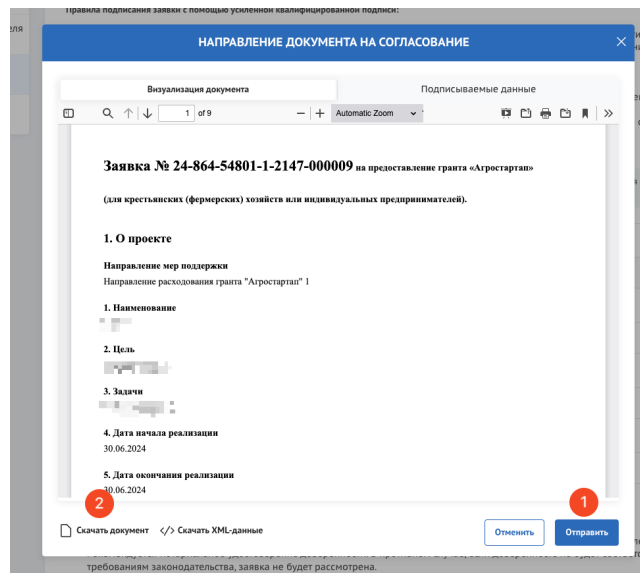 Правила подписания заявки с помощью усиленной квалифицированной подписи:
НАПРАВЛЕНИЕ ДОКУМЕНТА НА СОГЛАСОВАНИЕ
Визуализация документа
Подписываемые данные
1 of 9
Automatic Zoom
Заявка № 24-864-54801-1-2147-000009 на предоставление гранта «Агростартап»
(для крестьянских (фермерских) хозяйств или индивидуальных предпринимателей).
1. О проекте
Направление мер поддержки
Направление расходования гранта "Агростартап" 1
1. Наименование
2. Цель
3. Задачи
4. Дата начала реализации
30.06.2024
5. Дата окончания реализации
30.06.2024
2
1
Скачать документ
</> Скачать XML-данные
Отменить
Отправить
требованиям законодательства, заявка не будет рассмотрена.